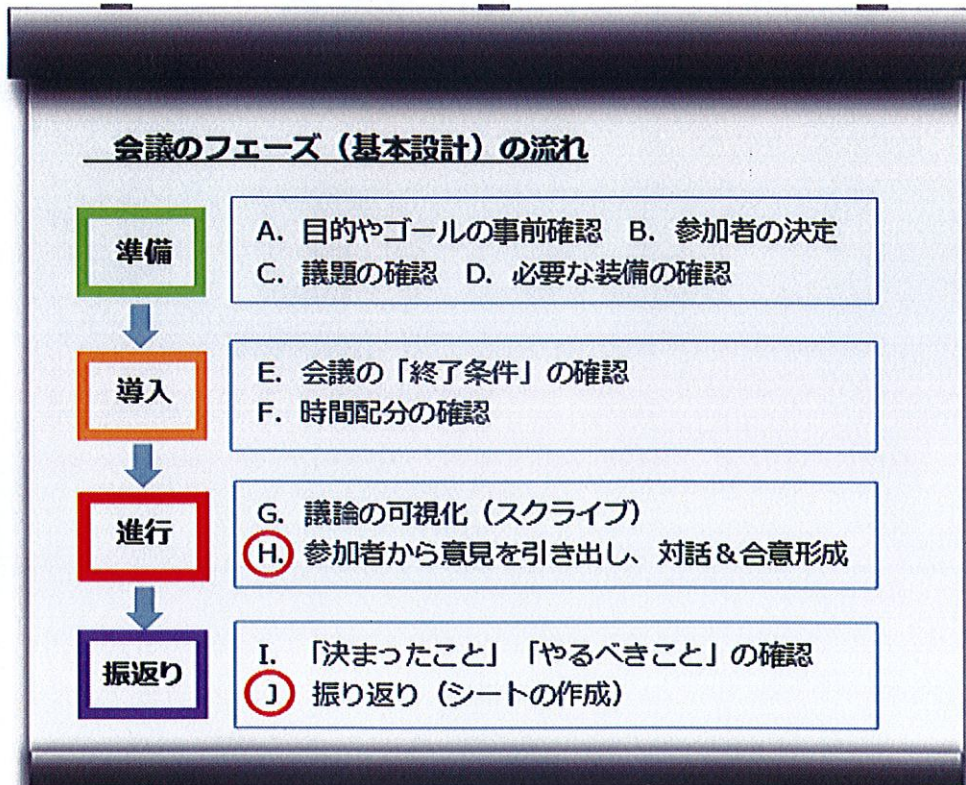 会議のフェーズ（基本設計）の流れ
準備
A. 目的やゴールの事前確認 B. 参加者の決定
C. 議題の確認 D. 必要な装備の確認
導入
E. 会議の「終了条件」の確認
F. 時間配分の確認
進行
G. 議論の可視化（スクライブ）
H. 参加者から意見を引き出し、対話＆合意形成
振返り
I. 「決まったこと」「やるべきこと」の確認
J 振り返り（シートの作成）